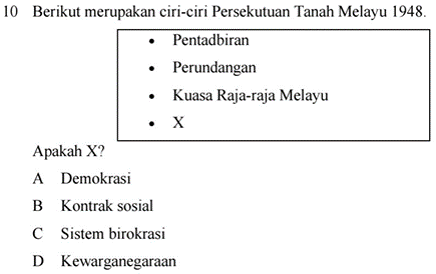 10 Berikut merupakan ciri-ciri Persekutuan Tanah Melayu 1948.
• Pentadbiran
• Perundangan
• Kuasa Raja-raja Melayu
• X
Apakah X?
A Demokrasi
B Kontrak sosial
C Sistem birokrasi
D Kewarganegaraan